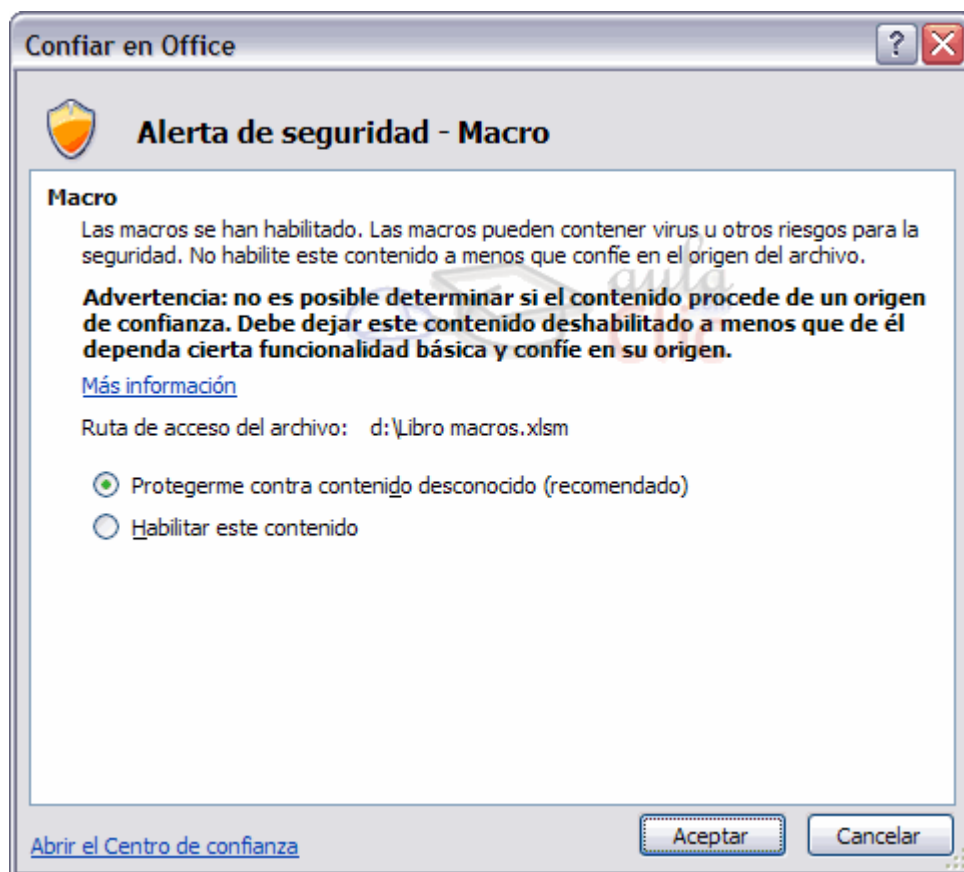 Confiar en Office
Alerta de seguridad - Macro
Macro
Las macros se han habilitado. Las macros pueden contener virus u otros riesgos para la
seguridad. No habilite este contenido a menos que confíe en el origen del archivo.
Advertencia: no es posible determinar si el contenido procede de un origen
de confianza. Debe dejar este contenido deshabilitado a menos que de él
dependa cierta funcionalidad básica y confíe en su origen.
aula
Clic
Más información
Ruta de acceso del archivo: d:\Libro macros.xlsm
Protegerme contra contenido desconocido (recomendado)
Habilitar este contenido
Abrir el Centro de confianza
Aceptar
Cancelar